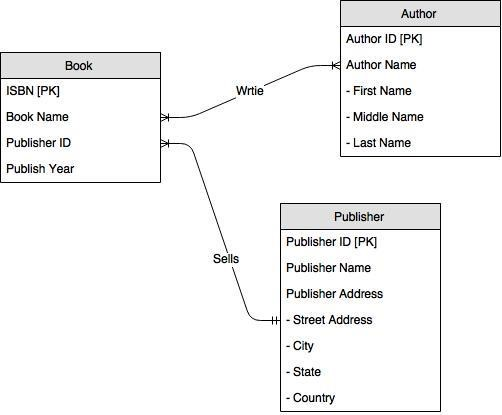 Author
Author ID [PK]
Author Name
- First Name
- Middle Name
- Last Name
Book
ISBN [PK]
Book Name
Publisher ID
Publish Year
Wrtie
Sells
Publisher
Publisher ID [PK]
Publisher Name
Publisher Address
- Street Address
- City
- State
- Country